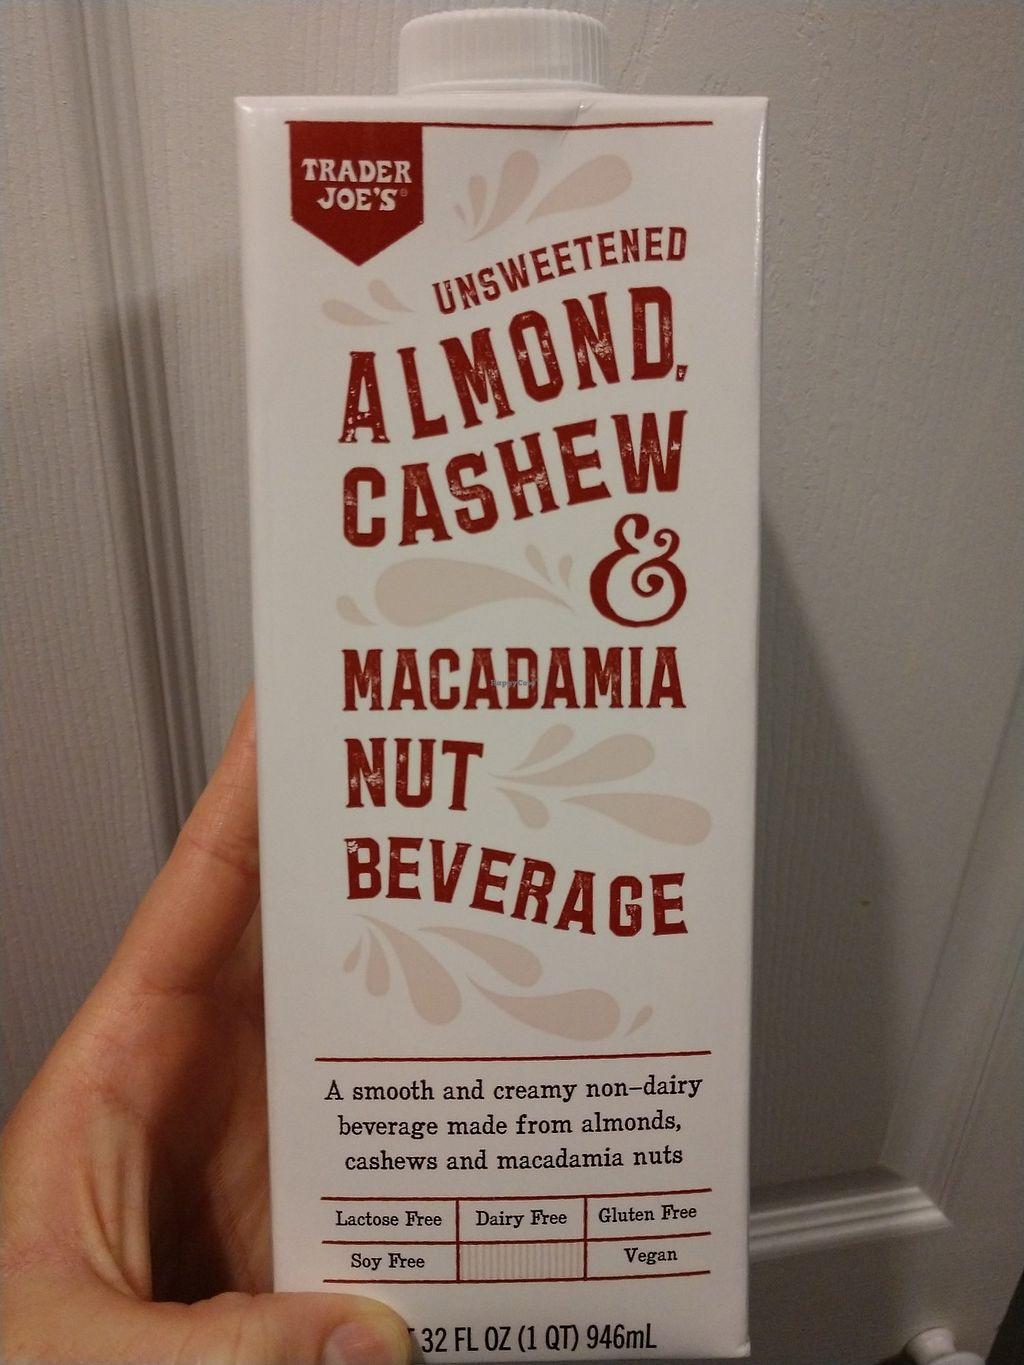 TRADER
JOE'S®
UNSWEETENED
ALMOND,
CASHEW
&
MACADAMIA
HappyCow
NUT
BEVERAGE
A smooth and creamy non-dairy
beverage made from almonds,
cashews and macadamia nuts
Lactose Free Dairy Free Gluten Free
Soy Free Vegan
32 FL OZ (1 QT) 946mL